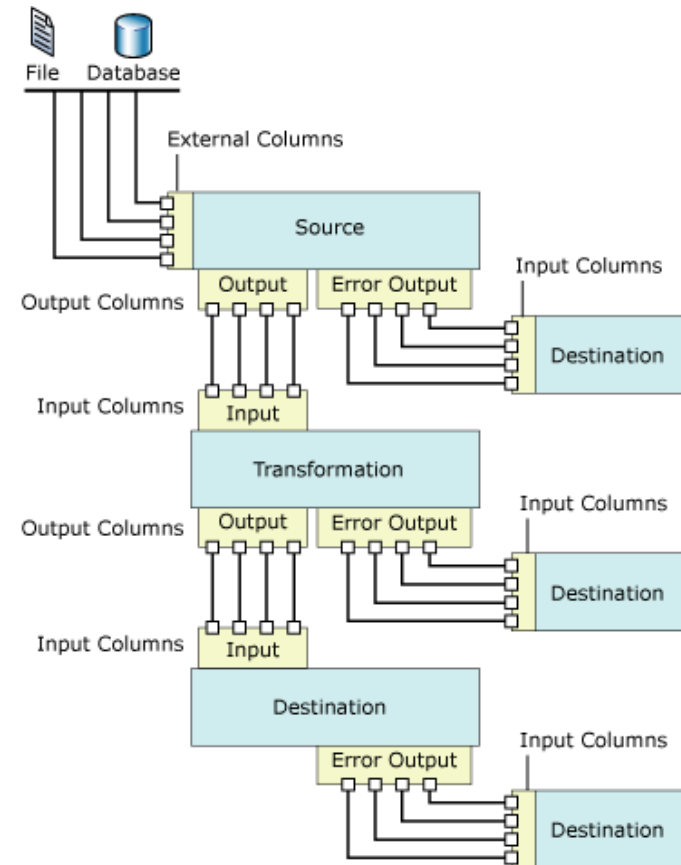 File Database
External Columns
Source
Output Error Output
Input Columns
Output Columns
Destination
Input Columns
Input
Transformation
Output Error Output
Input Columns
Output Columns
Destination
Input Columns
Input
Destination
Error Output
Input Columns
Destination